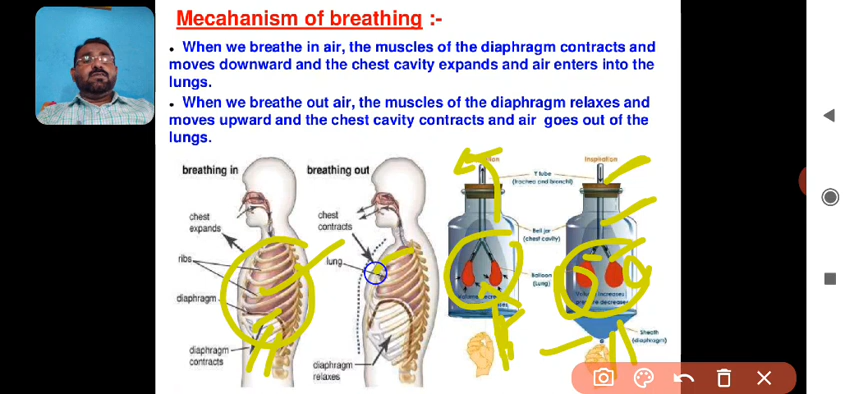 Mecahanism of breathing :-
• When we breathe in air, the muscles of the diaphragm contracts and
moves downward and the chest cavity expands and air enters into the
lungs.
• When we breathe out air, the muscles of the diaphragm relaxes and
moves upward and the chest cavity contracts and air goes out of the
lungs.
breathing in
breathing out
Inspiration
T tube
(trachea and bronchi)
chest
expands
chest
contracts
Bell jar
(chest cavity)
ribs
lung
diaphragm
Balloon
(Lung)
Sheath
(diaphragm)
diaphragm
contracts
diaphragm
relaxes